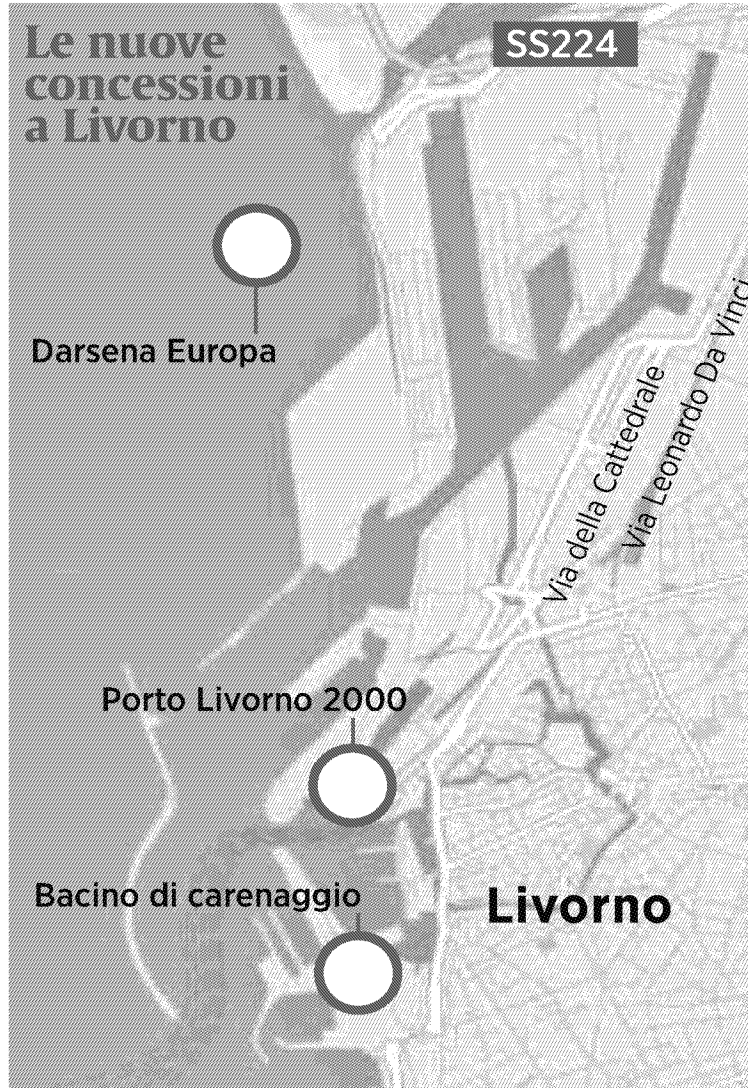 Le nuove
concessioni
a Livorno
SS224
Darsena Europa
Via della Cattedrale
Via Leonardo Da Vinci
Porto Livorno 2000
Bacino di carenaggio
Livorno